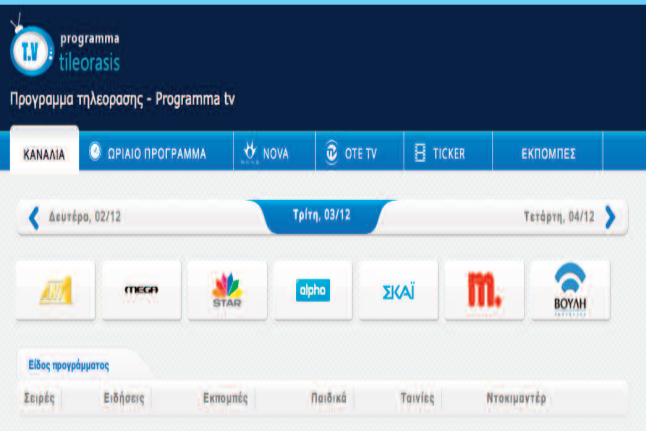 T.V programma
tileorasis
Προγραμμα τηλεορασης - Programma tv
ΚΑΝΑΛΙΑ ΩΡΙΑΙΟ ΠΡΟΓΡΑΜΜΑ NOVA OTE TV TICKER ΕΚΠΟΜΠΕΣ
Δευτέρα, 02/12 Τρίτη, 03/12 Τετάρτη, 04/12
ΑΝΤ1 MEGA STAR alpha ΣΚΑΪ m. ΒΟΥΛΗ
Είδος προγράμματος
Σειρές Ειδήσεις Εκπομπές Παιδικά Ταινίες Ντοκιμαντέρ